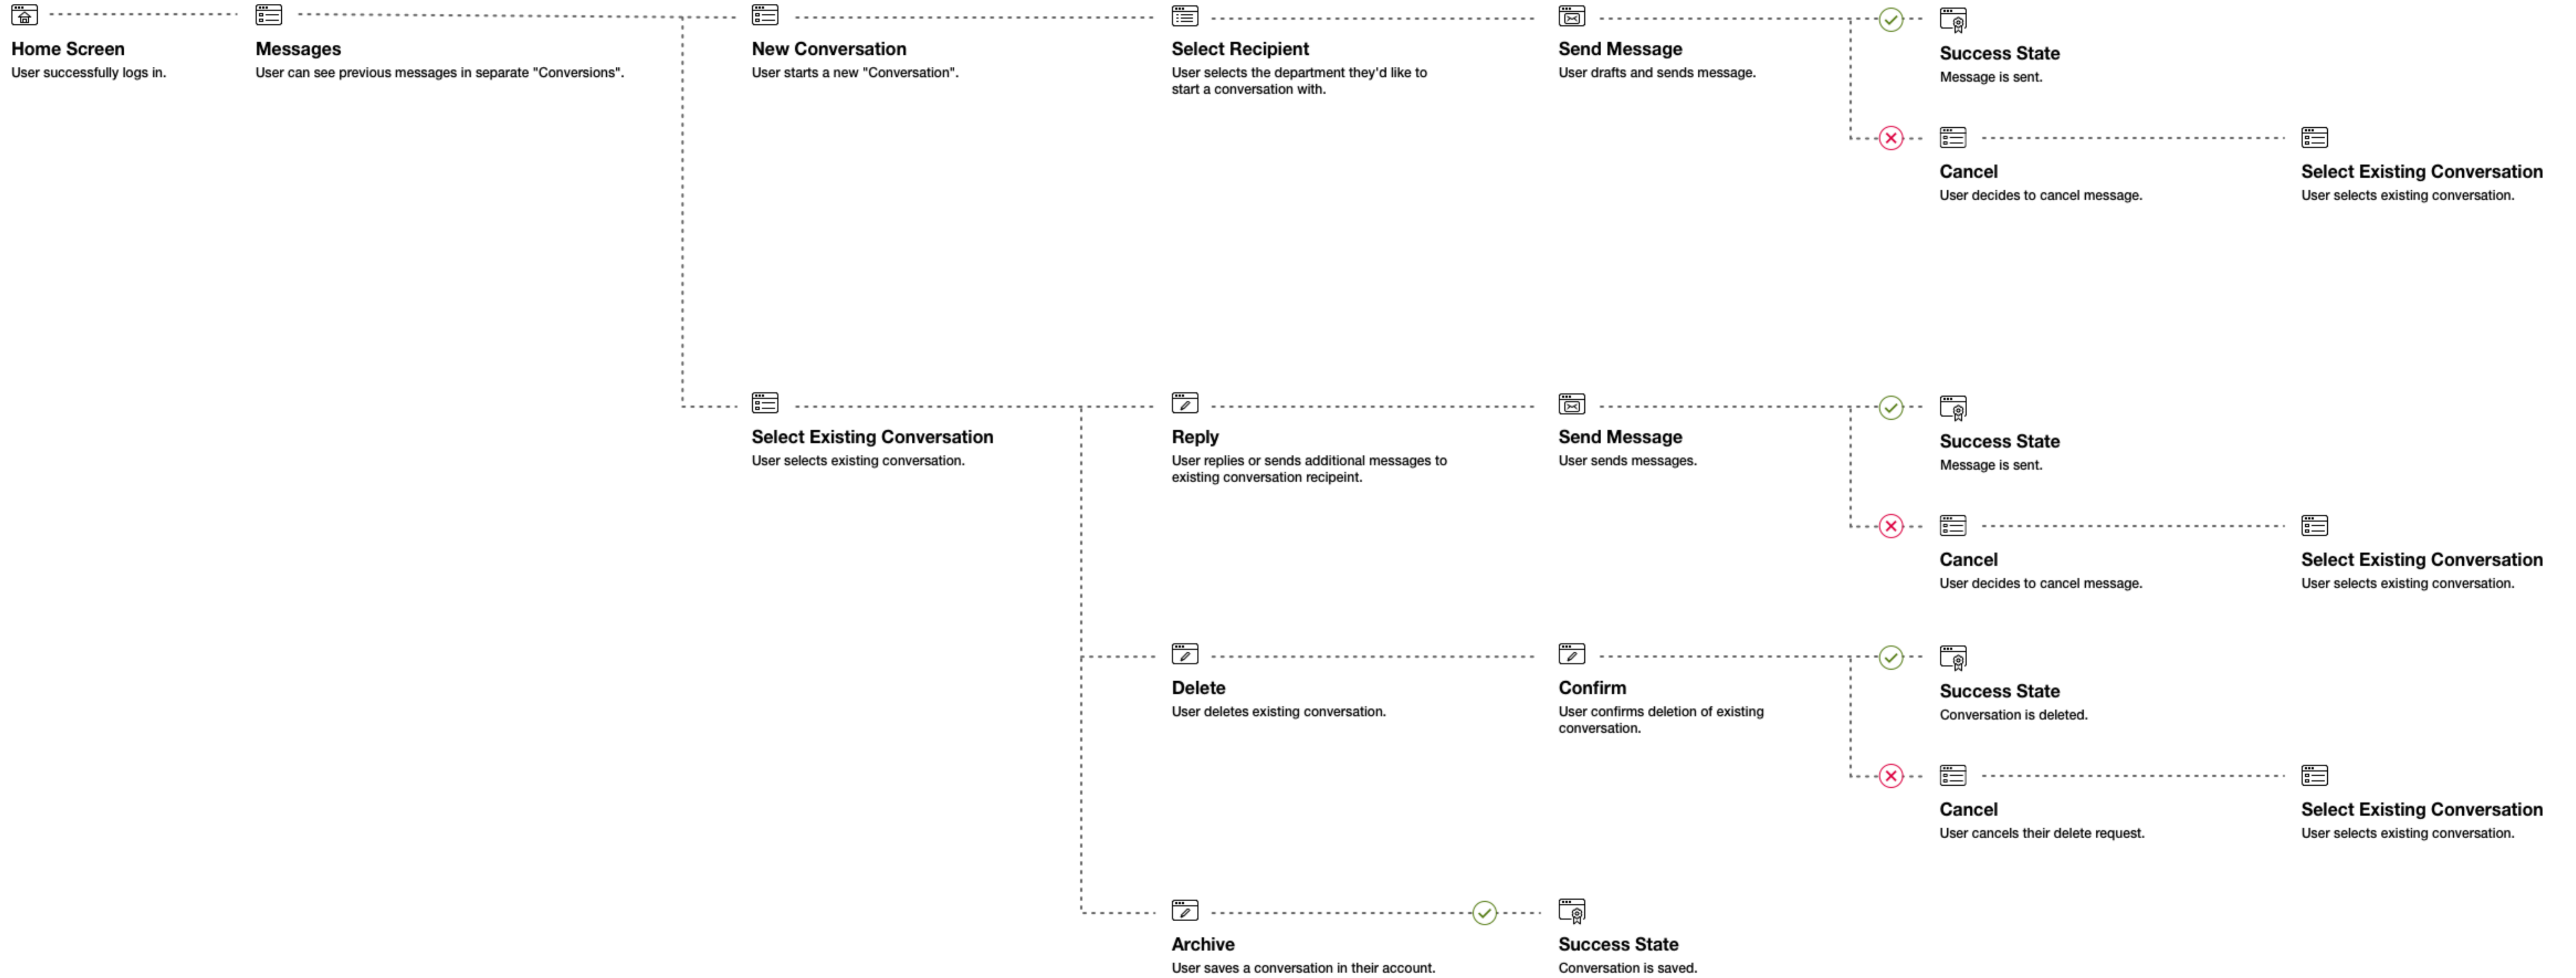 Home Screen
User successfully logs in.
Messages
User can see previous messages in separate "Conversions".
New Conversation
User starts a new "Conversation".
Select Recipient
User selects the department they'd like to
start a conversation with.
Send Message
User drafts and sends message.
Success State
Message is sent.
Cancel
User decides to cancel message.
Select Existing Conversation
User selects existing conversation.
Select Existing Conversation
User selects existing conversation.
Reply
User replies or sends additional messages to
existing conversation recipeint.
Send Message
User sends messages.
Success State
Message is sent.
Cancel
User decides to cancel message.
Select Existing Conversation
User selects existing conversation.
Delete
User deletes existing conversation.
Confirm
User confirms deletion of existing
conversation.
Success State
Conversation is deleted.
Cancel
User cancels their delete request.
Select Existing Conversation
User selects existing conversation.
Archive
User saves a conversation in their account.
Success State
Conversation is saved.